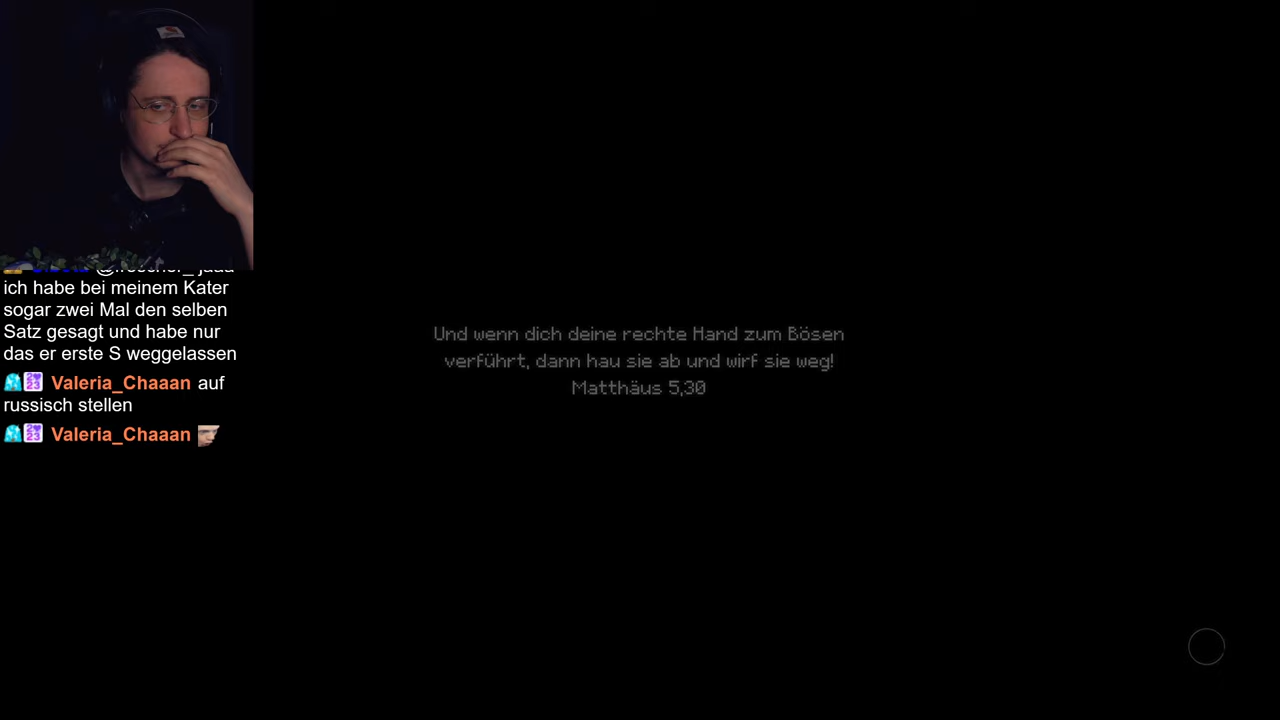 ich habe bei meinem Kater
sogar zwei Mal den selben
Satz gesagt und habe nur
das er erste S weggelassen
Valeria_Chaaan auf
russisch stellen
Valeria_Chaaan
Und wenn dich deine rechte Hand zum Bösen
verführt, dann hau sie ab und wirf sie weg!
Matthäus 5,30